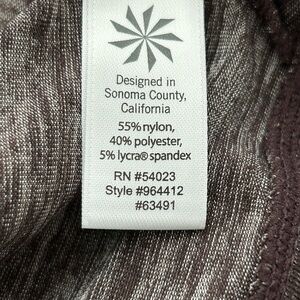 Designed in
Sonoma County,
California
55% nylon,
40% polyester,
5% lycra® spandex
RN #54023
Style #964412
#63491